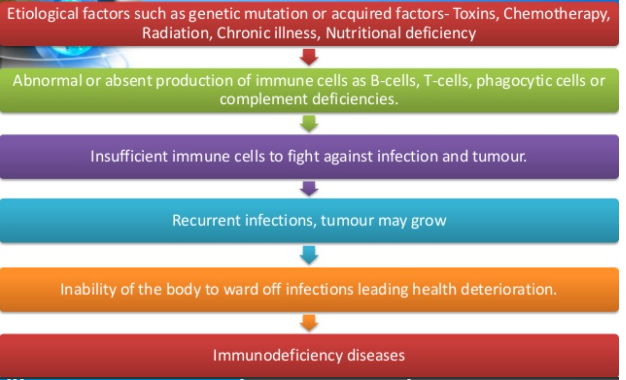 Etiological factors such as genetic mutation or acquired factors- Toxins, Chemotherapy,
Radiation, Chronic illness, Nutritional deficiency
Abnormal or absent production of immune cells as B-cells, T-cells, phagocytic cells or
complement deficiencies.
Insufficient immune cells to fight against infection and tumour.
Recurrent infections, tumour may grow
Inability of the body to ward off infections leading health deterioration.
Immunodeficiency diseases